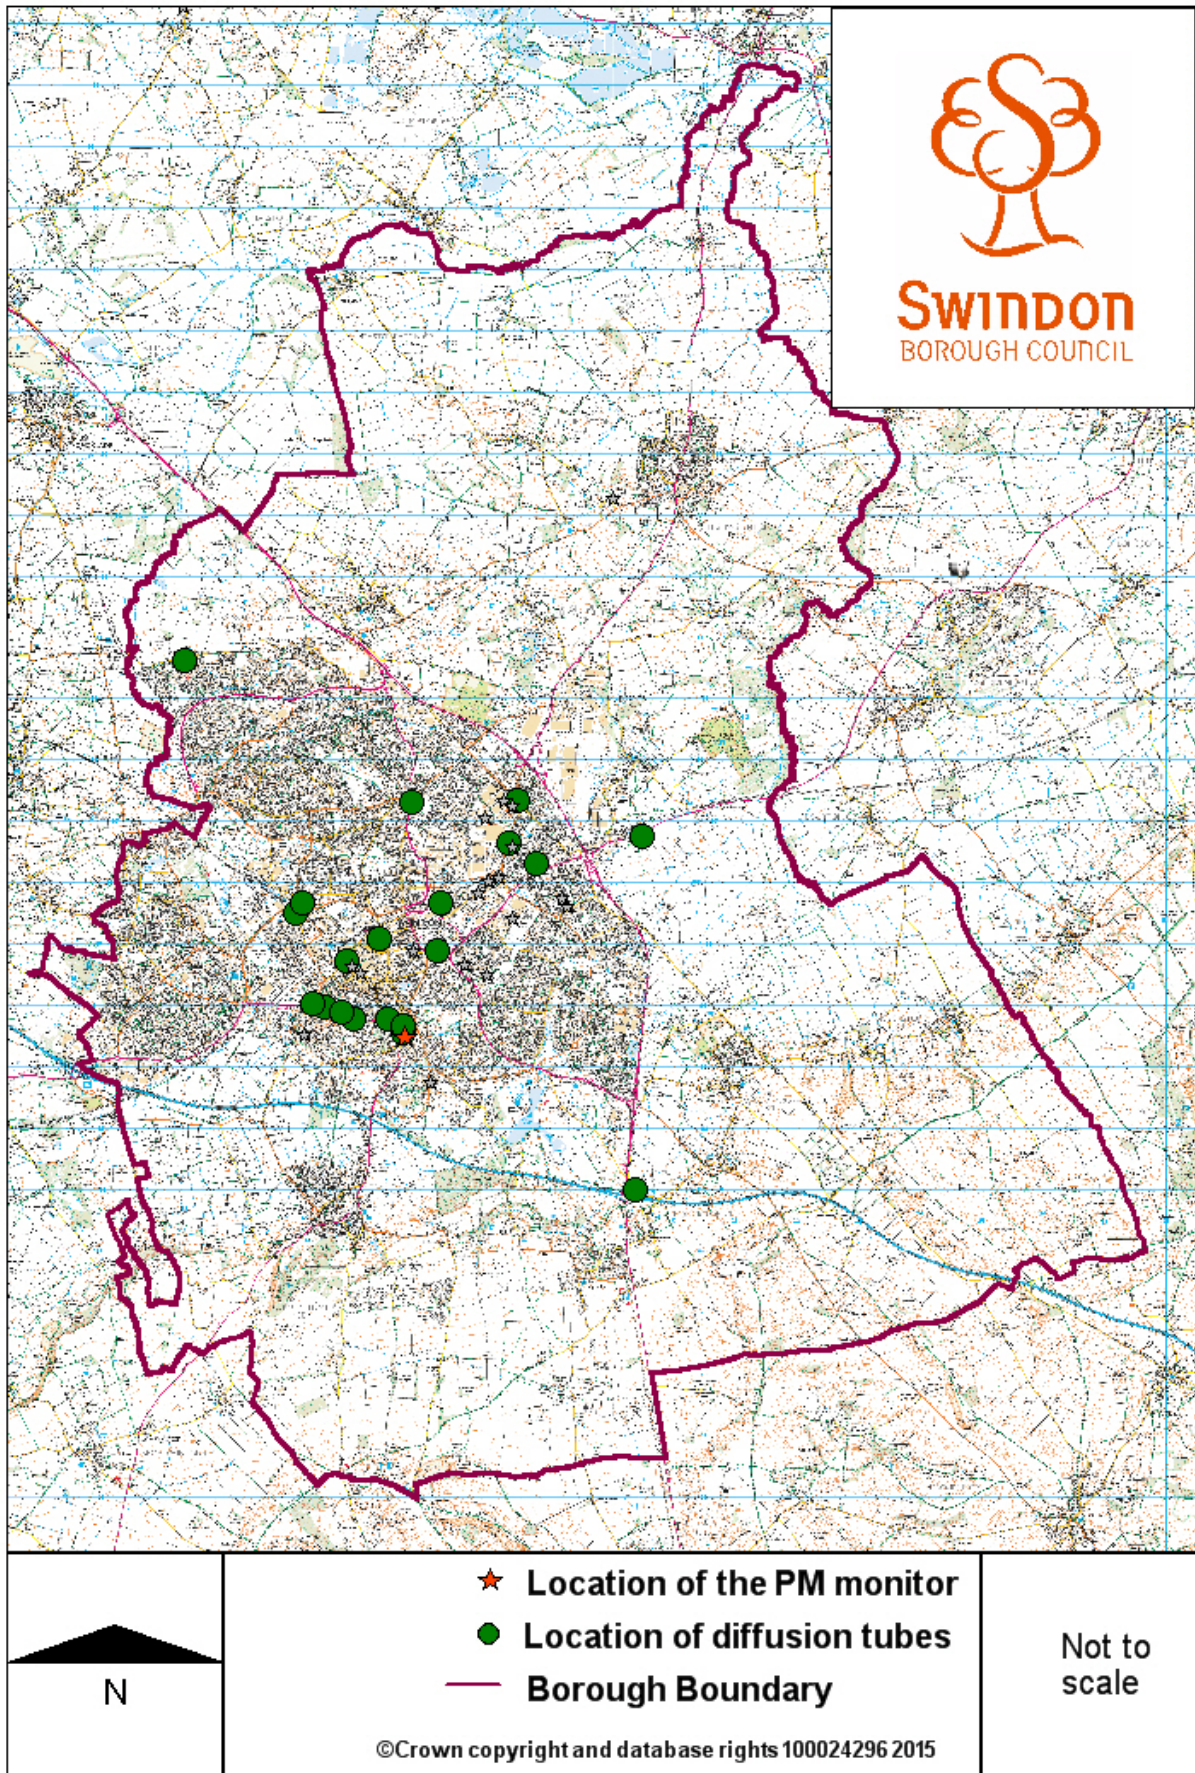 SWINDON
BOROUGH COUNCIL
Location of the PM monitor
Location of diffusion tubes
Borough Boundary
©Crown copyright and database rights 100024296 2015
N
Not to
scale